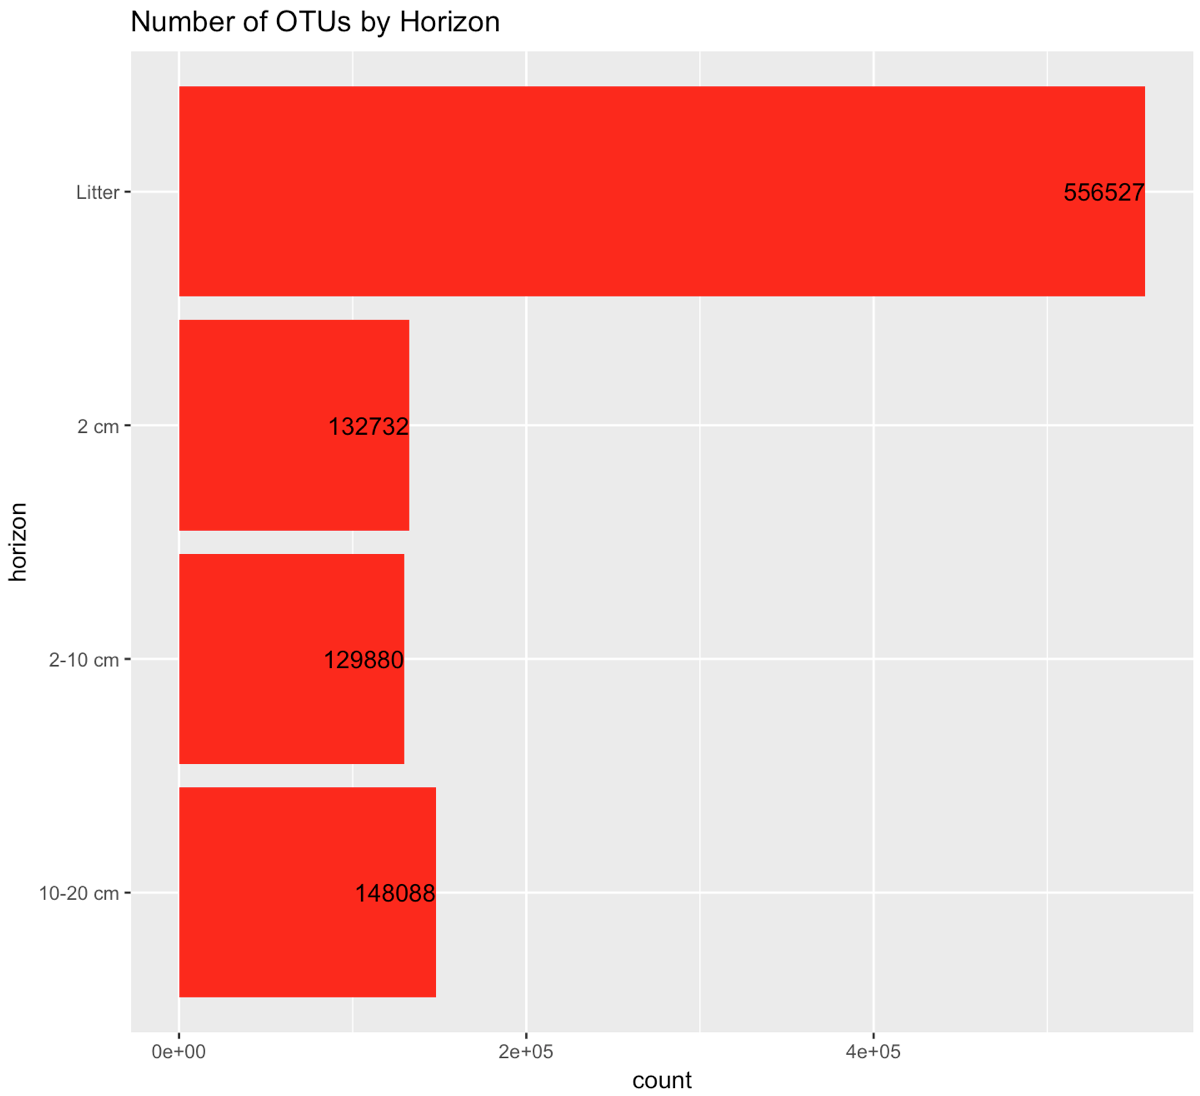 Number of OTUs by Horizon
Litter
556527
2 cm
132732
2-10 cm
129880
10-20 cm
148088
0e+00 2e+05 4e+05
count
horizon